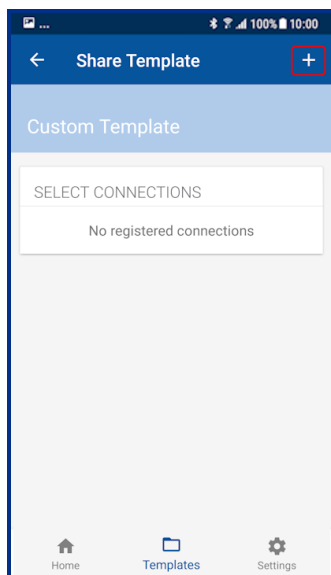 ... 100% 10:00
Share Template
Custom Template
SELECT CONNECTIONS
No registered connections
Home Templates Settings